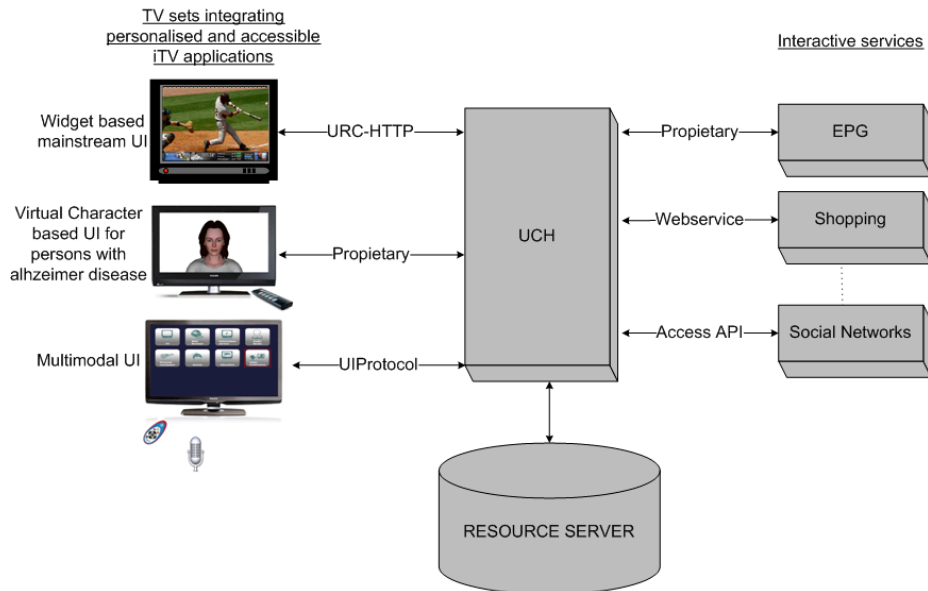 TV sets integrating
personalised and accessible
iTV applications
Interactive services
Widget based
mainstream UI
URC-HTTP
Propietary
EPG
Virtual Character
based UI for
persons with
alhzeimer disease
Propietary
UCH
Webservice
Shopping
Multimodal UI
UIProtocol
Access API
Social Networks
RESOURCE SERVER